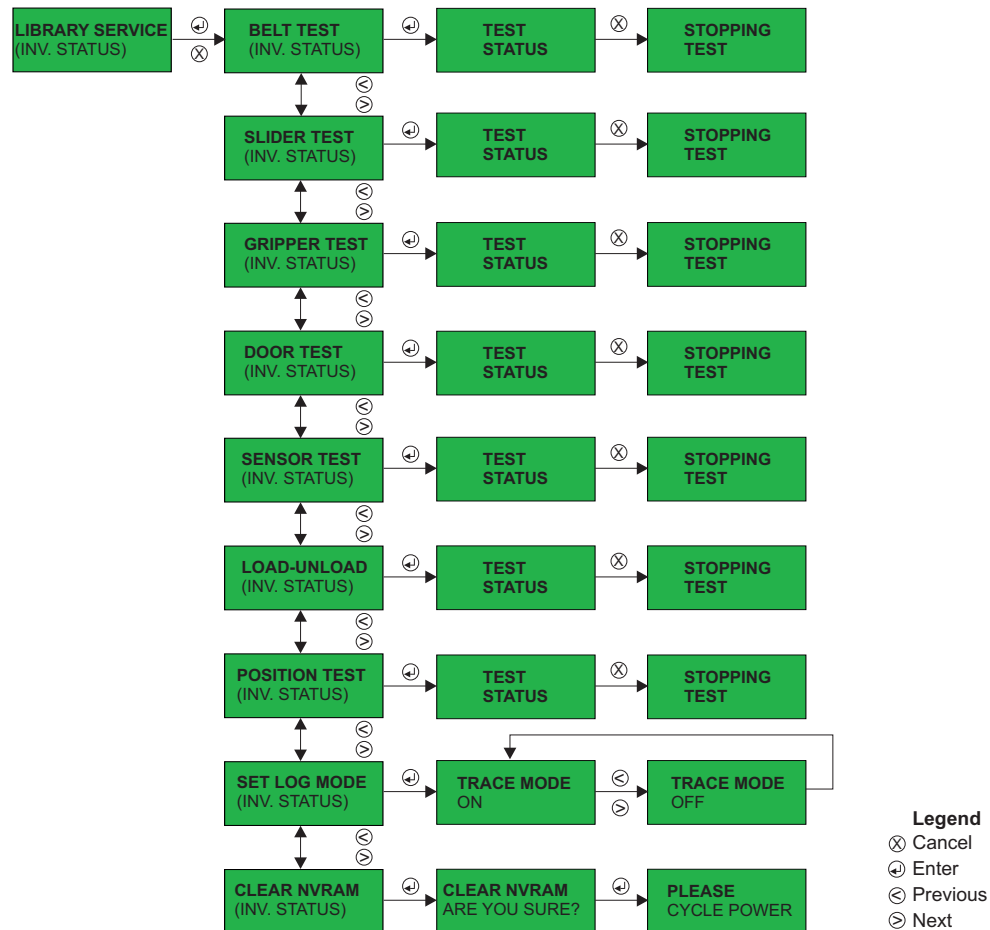 LIBRARY SERVICE
(INV. STATUS)
BELT TEST
(INV. STATUS)
TEST
STATUS
STOPPING
TEST
SLIDER TEST
(INV. STATUS)
TEST
STATUS
STOPPING
TEST
GRIPPER TEST
(INV. STATUS)
TEST
STATUS
STOPPING
TEST
DOOR TEST
(INV. STATUS)
TEST
STATUS
STOPPING
TEST
SENSOR TEST
(INV. STATUS)
TEST
STATUS
STOPPING
TEST
LOAD-UNLOAD
(INV. STATUS)
TEST
STATUS
STOPPING
TEST
POSITION TEST
(INV. STATUS)
TEST
STATUS
STOPPING
TEST
SET LOG MODE
(INV. STATUS)
TRACE MODE
ON
TRACE MODE
OFF
CLEAR NVRAM
(INV. STATUS)
CLEAR NVRAM
ARE YOU SURE?
PLEASE
CYCLE POWER
Legend
Cancel
Enter
Previous
Next